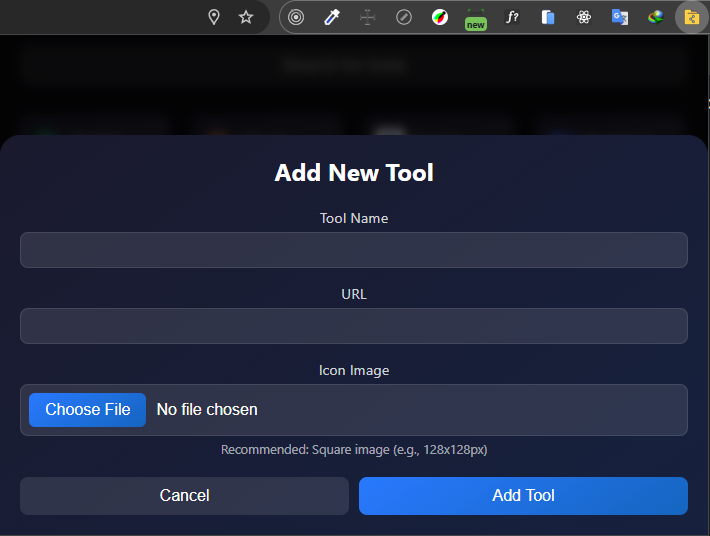 new
f?
Add New Tool
Tool Name
URL
Icon Image
Choose File No file chosen
Recommended: Square image (e.g., 128x128px)
Cancel Add Tool